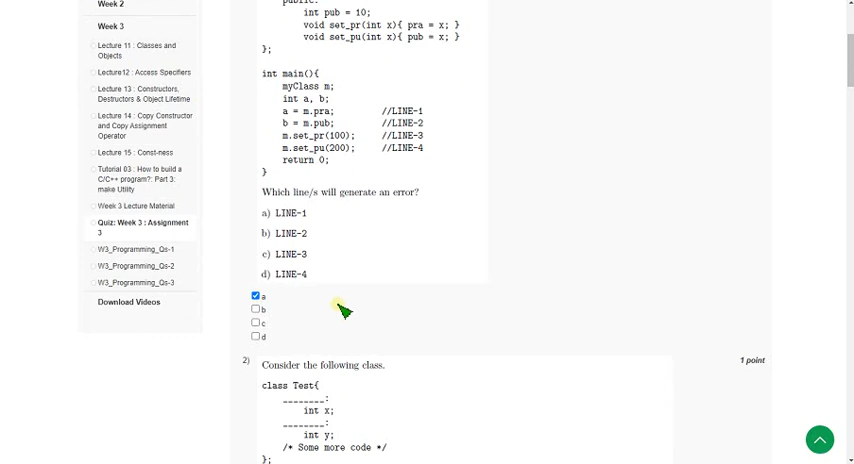 Week 2
Week 3
Lecture 11 : Classes and
Objects
Lecture12 : Access Specifiers
Lecture 13 : Constructors,
Destructors & Object Lifetime
Lecture 14 : Copy Constructor
and Copy Assignment
Operator
Lecture 15 : Const-ness
Tutorial 03 : How to build a
C/C++ program?: Part 3:
make Utility
Week 3 Lecture Material
Quiz: Week 3 : Assignment
3
W3_Programming_Qs-1
W3_Programming_Qs-2
W3_Programming_Qs-3
Download Videos
public:
int pub = 10;
void set_pr(int x){ pra = x; }
void set_pu(int x){ pub = x; }
};
int main(){
myClass m;
int a, b;
a = m.pra; //LINE-1
b = m.pub; //LINE-2
m.set_pr(100); //LINE-3
m.set_pu(200); //LINE-4
return 0;
}
Which line/s will generate an error?
a) LINE-1
b) LINE-2
c) LINE-3
d) LINE-4
a
b
c
d
2) Consider the following class. 1 point
class Test{
________:
int x;
________:
int y;
/* Some more code */
};